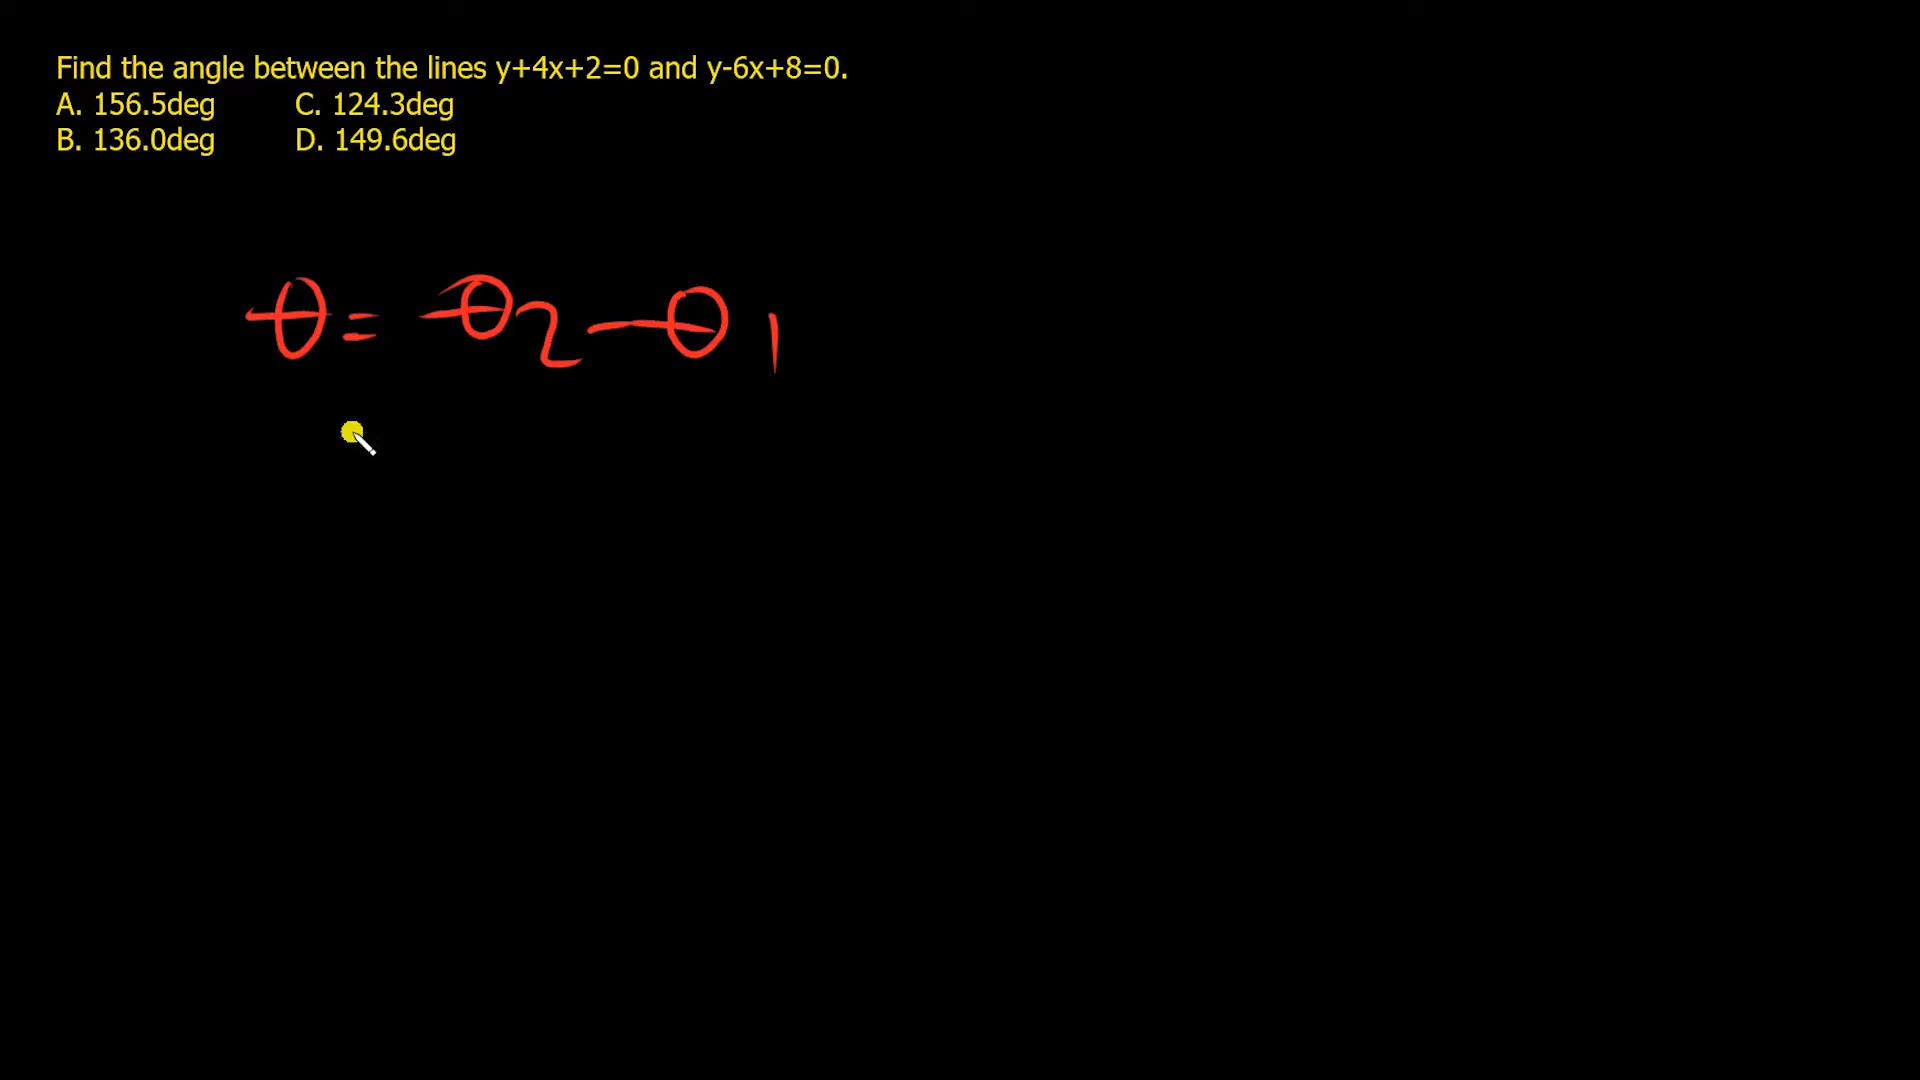 Find the angle between the lines y+4x+2=0 and y-6x+8=0.
A. 156.5deg C. 124.3deg
B. 136.0deg D. 149.6deg
θ = θ2 - θ1